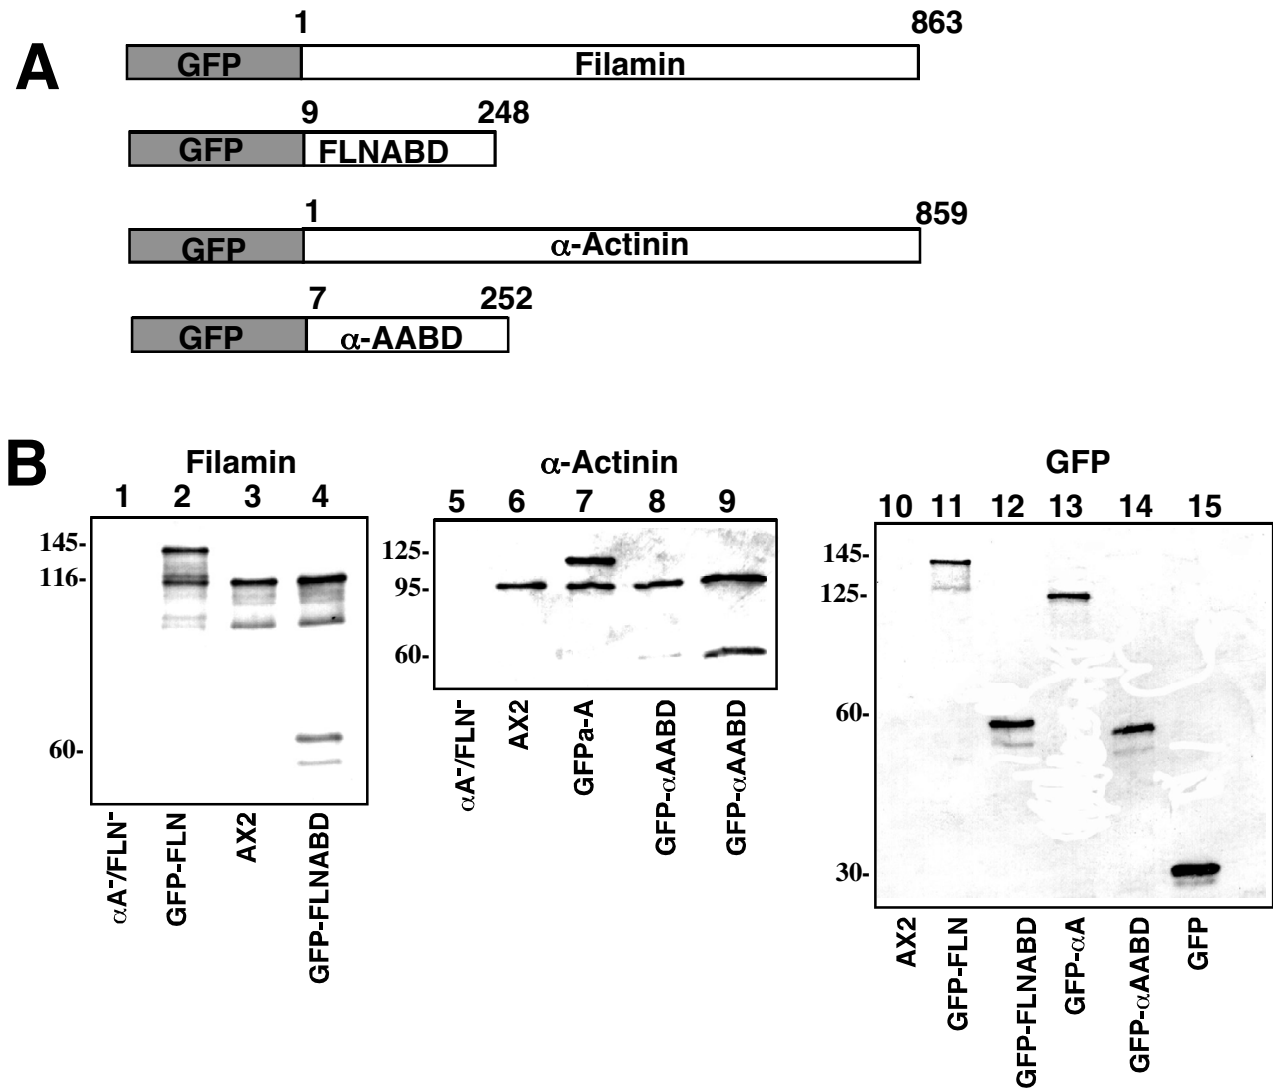 A
1 863
GFP Filamin
9 248
GFP FLNABD
1 859
GFP α-Actinin
7 252
GFP α-AABD
B
Filamin
1 2 3 4
145-
116-
60-
αA-/FLN-
GFP-FLN
AX2
GFP-FLNABD
α-Actinin
5 6 7 8 9
125-
95-
60-
αA-/FLN-
AX2
GFPa-A
GFP-αAABD
GFP-αAABD
GFP
10 11 12 13 14 15
145-
125-
60-
30-
AX2
GFP-FLN
GFP-FLNABD
GFP-αA
GFP-αAABD
GFP